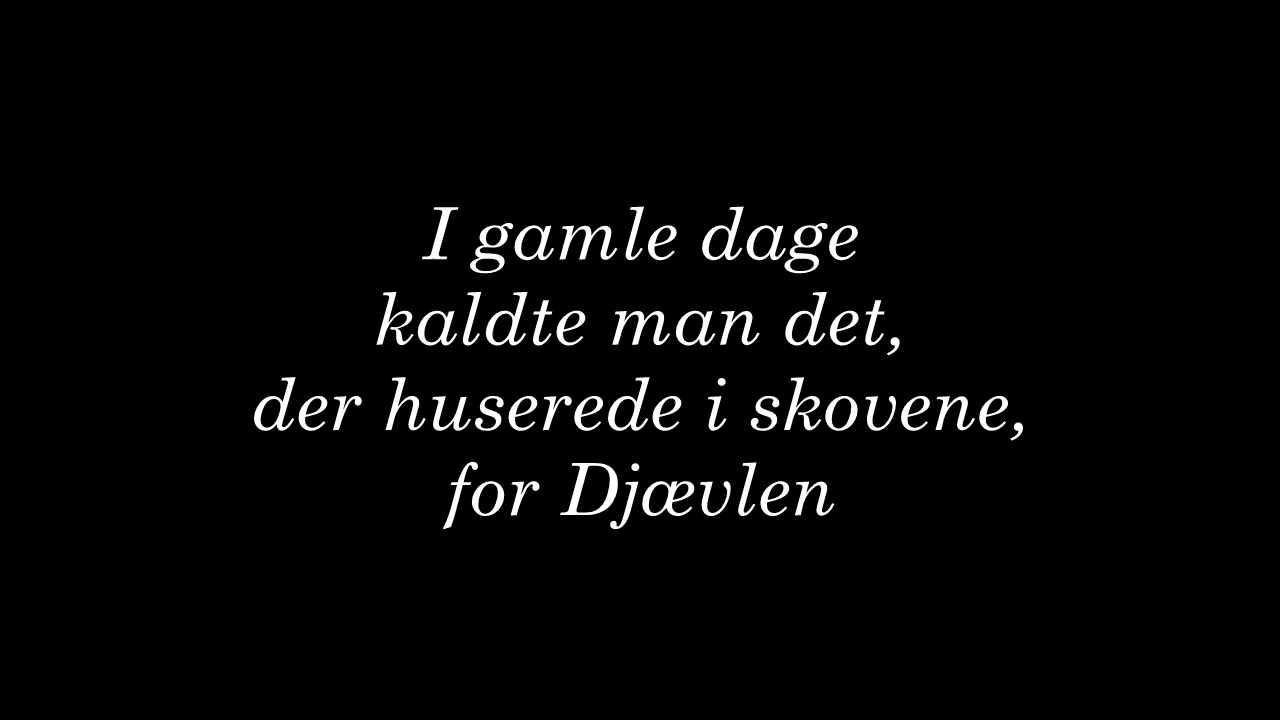 I gamle dage
kaldte man det,
der huserede i skovene,
for Djævlen